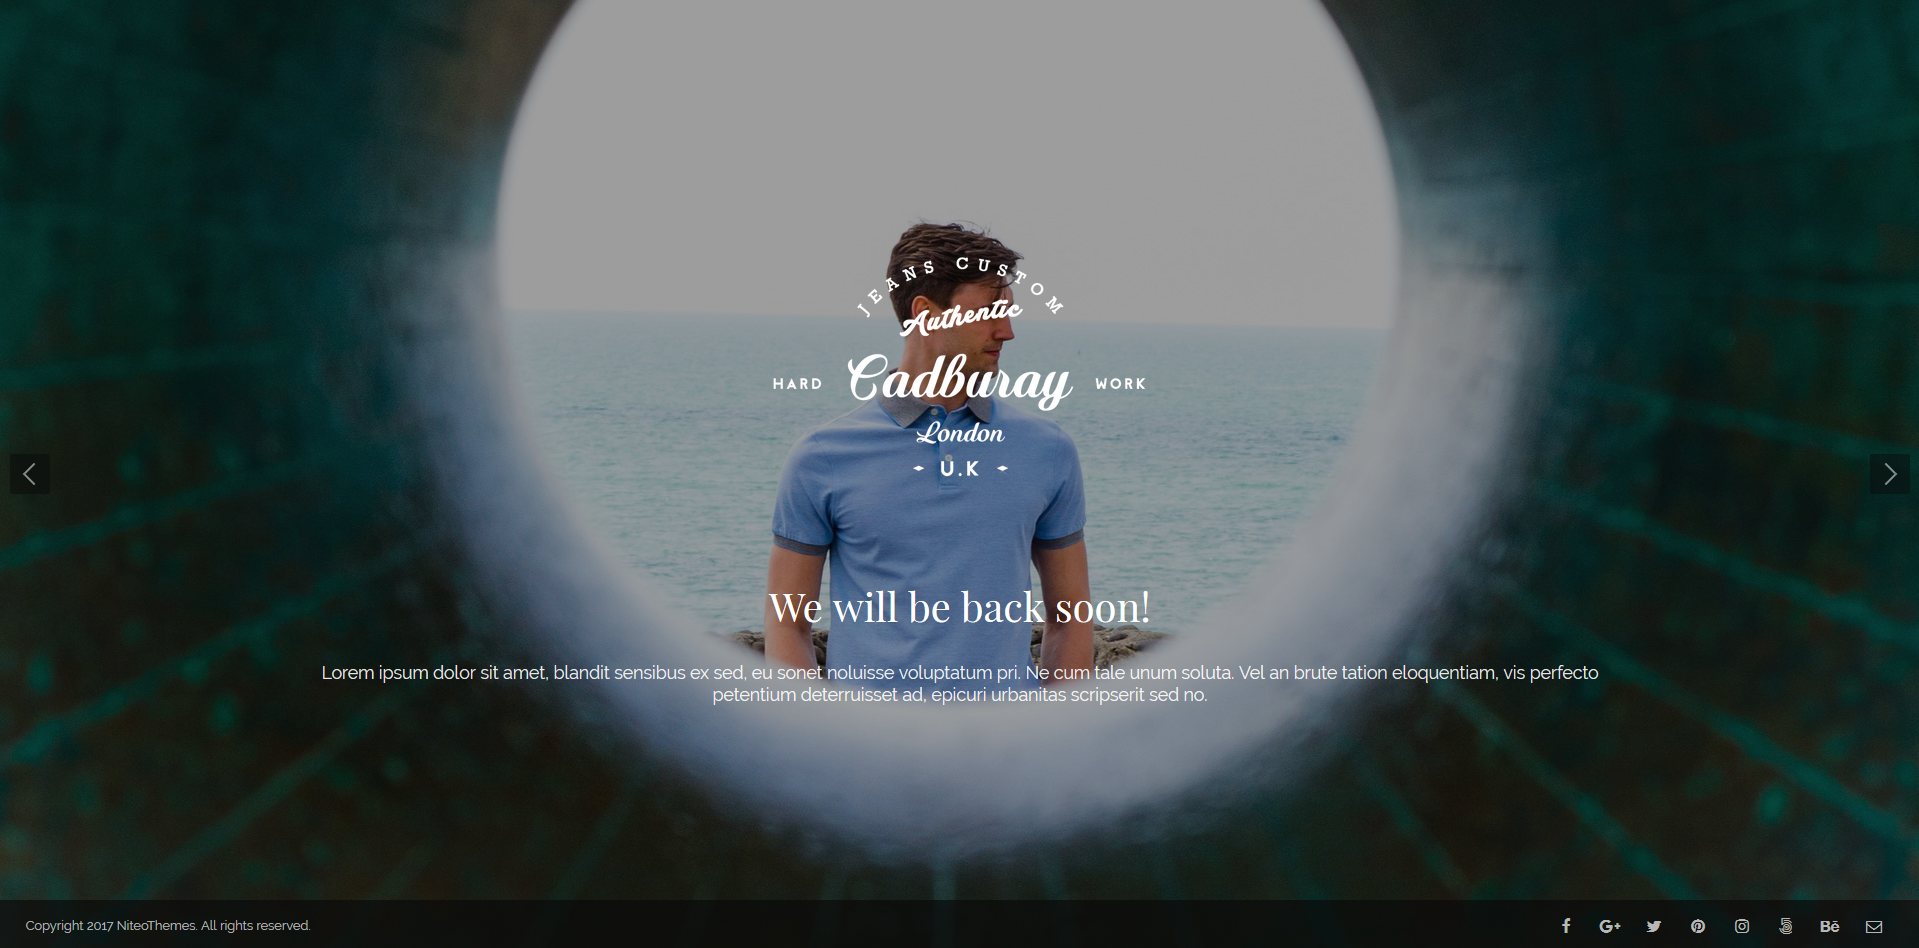 JEANS CUSTOM
Authentic
HARD Cadburay WORK
London
U.K
We will be back soon!
Lorem ipsum dolor sit amet, blandit sensibus ex sed, eu sonet noluisse voluptatum pri. Ne cum tale unum soluta. Vel an brute tation eloquentiam, vis perfecto
petentium deterruisset ad, epicuri urbanitas scripserit sed no.
Copyright 2017 NiteoThemes. All rights reserved.